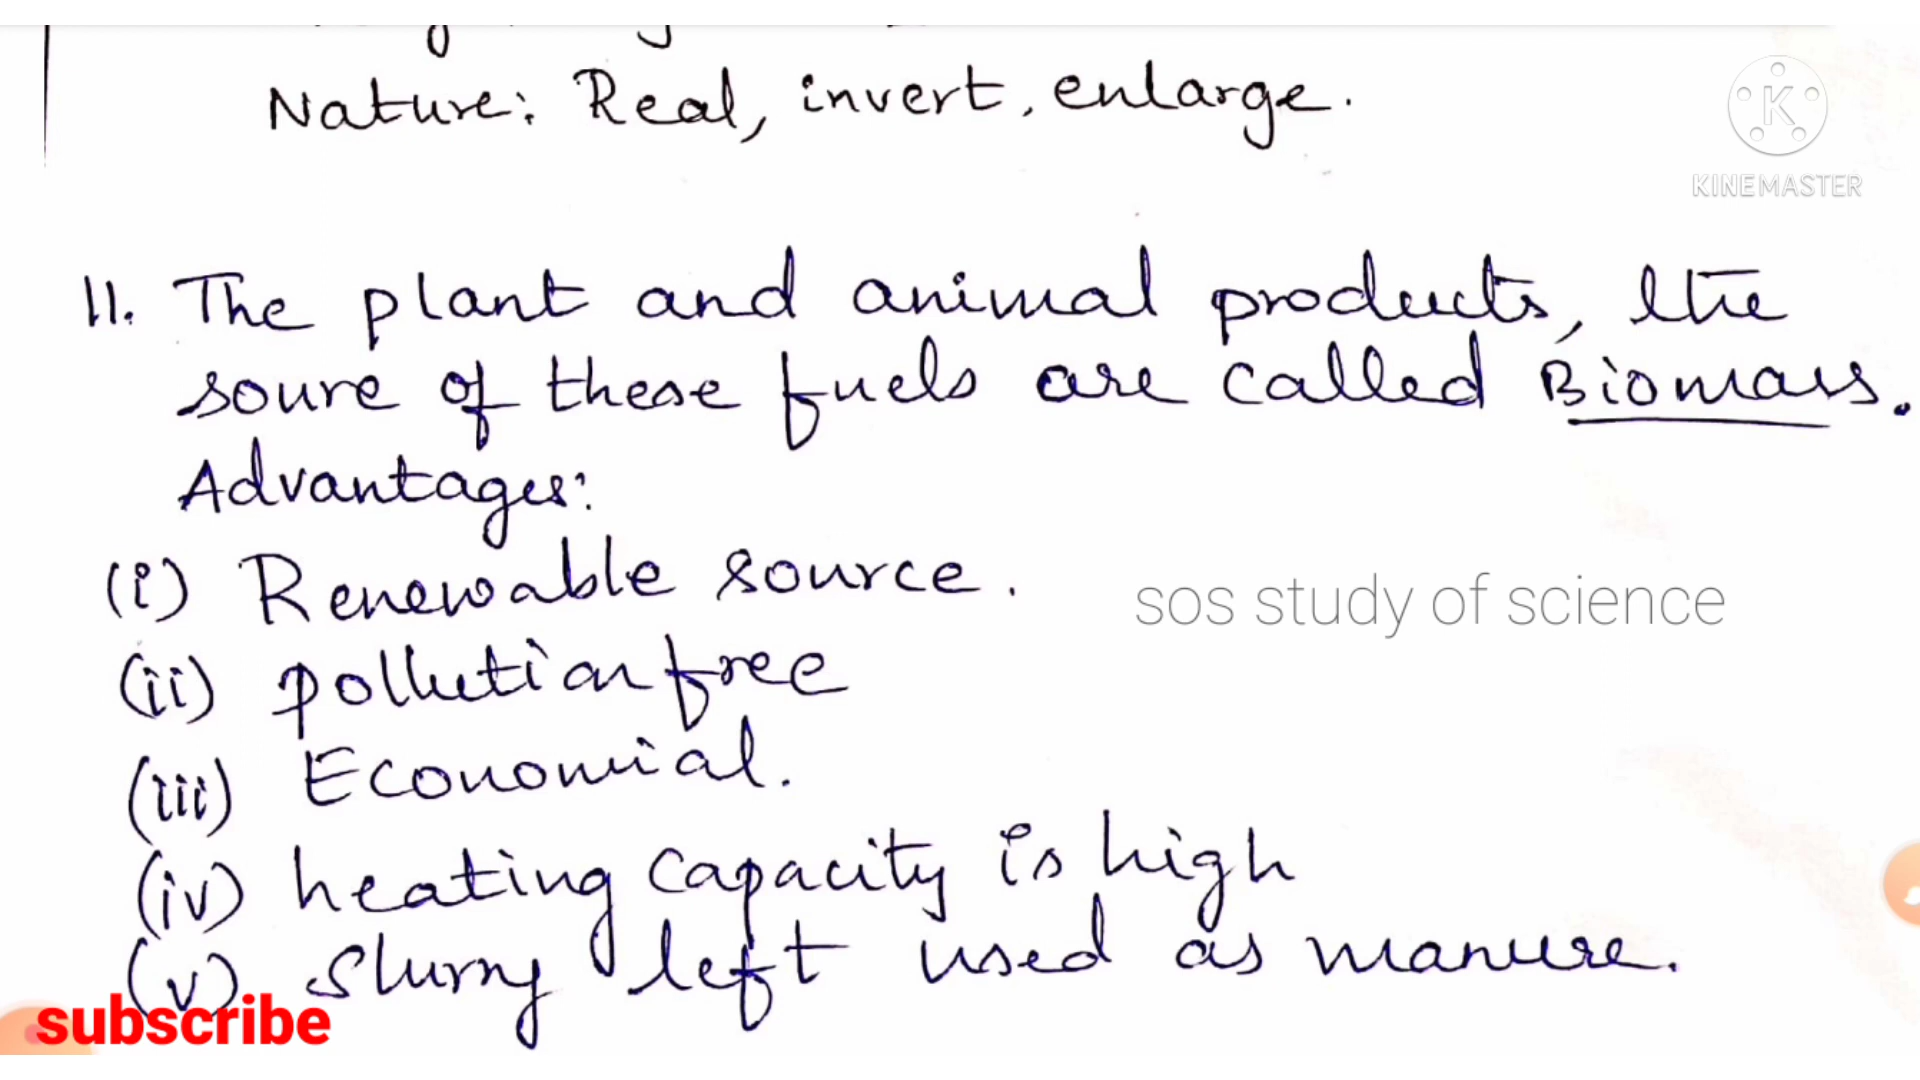 Nature: Real, invert, enlarge.
K
KINEMASTER
11. The plant and animal products, the
soure of these fuels are called Biomass.
Advantages:
(i) Renewable source.
sos study of science
(ii) pollution free
(iii) Economial.
(iv) heating capacity is high
(v) Slurry left used as manure.
subscribe